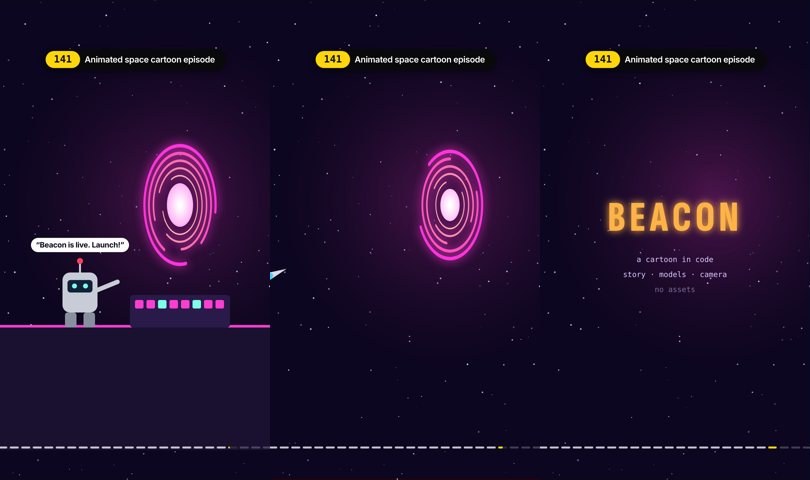 141 Animated space cartoon episode
"Beacon is live. Launch!"
141 Animated space cartoon episode
141 Animated space cartoon episode
BEACON
a cartoon in code
story · models · camera
no assets